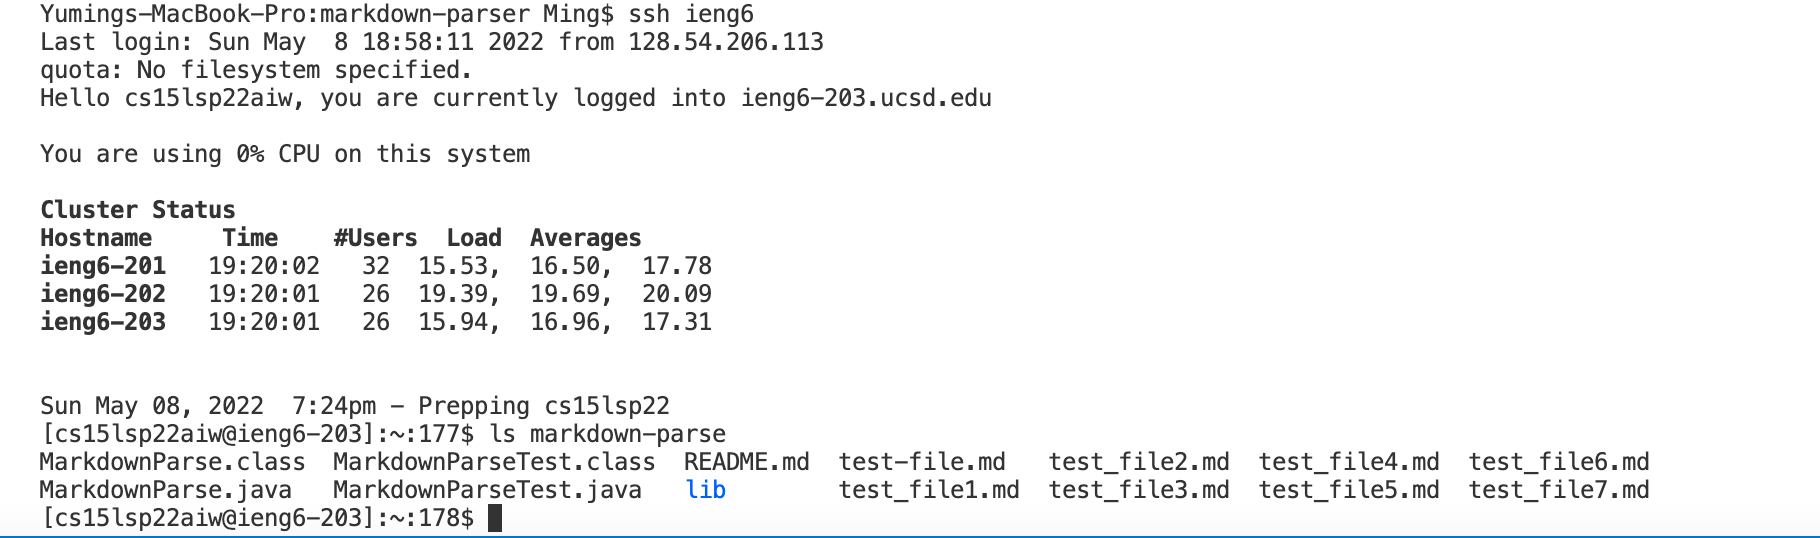 Yumings-MacBook-Pro:markdown-parser Ming$ ssh ieng6
Last login: Sun May  8 18:58:11 2022 from 128.54.206.113
quota: No filesystem specified.
Hello cs15lsp22aiw, you are currently logged into ieng6-203.ucsd.edu
You are using 0% CPU on this system
Cluster Status
Hostname     Time    #Users  Load  Averages
ieng6-201   19:20:02   32  15.53,  16.50,  17.78
ieng6-202   19:20:01   26  19.39,  19.69,  20.09
ieng6-203   19:20:01   26  15.94,  16.96,  17.31
Sun May 08, 2022  7:24pm - Prepping cs15lsp22
[cs15lsp22aiw@ieng6-203]:~:177$ ls markdown-parse
MarkdownParse.class  MarkdownParseTest.class  README.md  test-file.md   test_file2.md  test_file4.md  test_file6.md
MarkdownParse.java   MarkdownParseTest.java   lib        test_file1.md  test_file3.md  test_file5.md  test_file7.md
[cs15lsp22aiw@ieng6-203]:~:178$